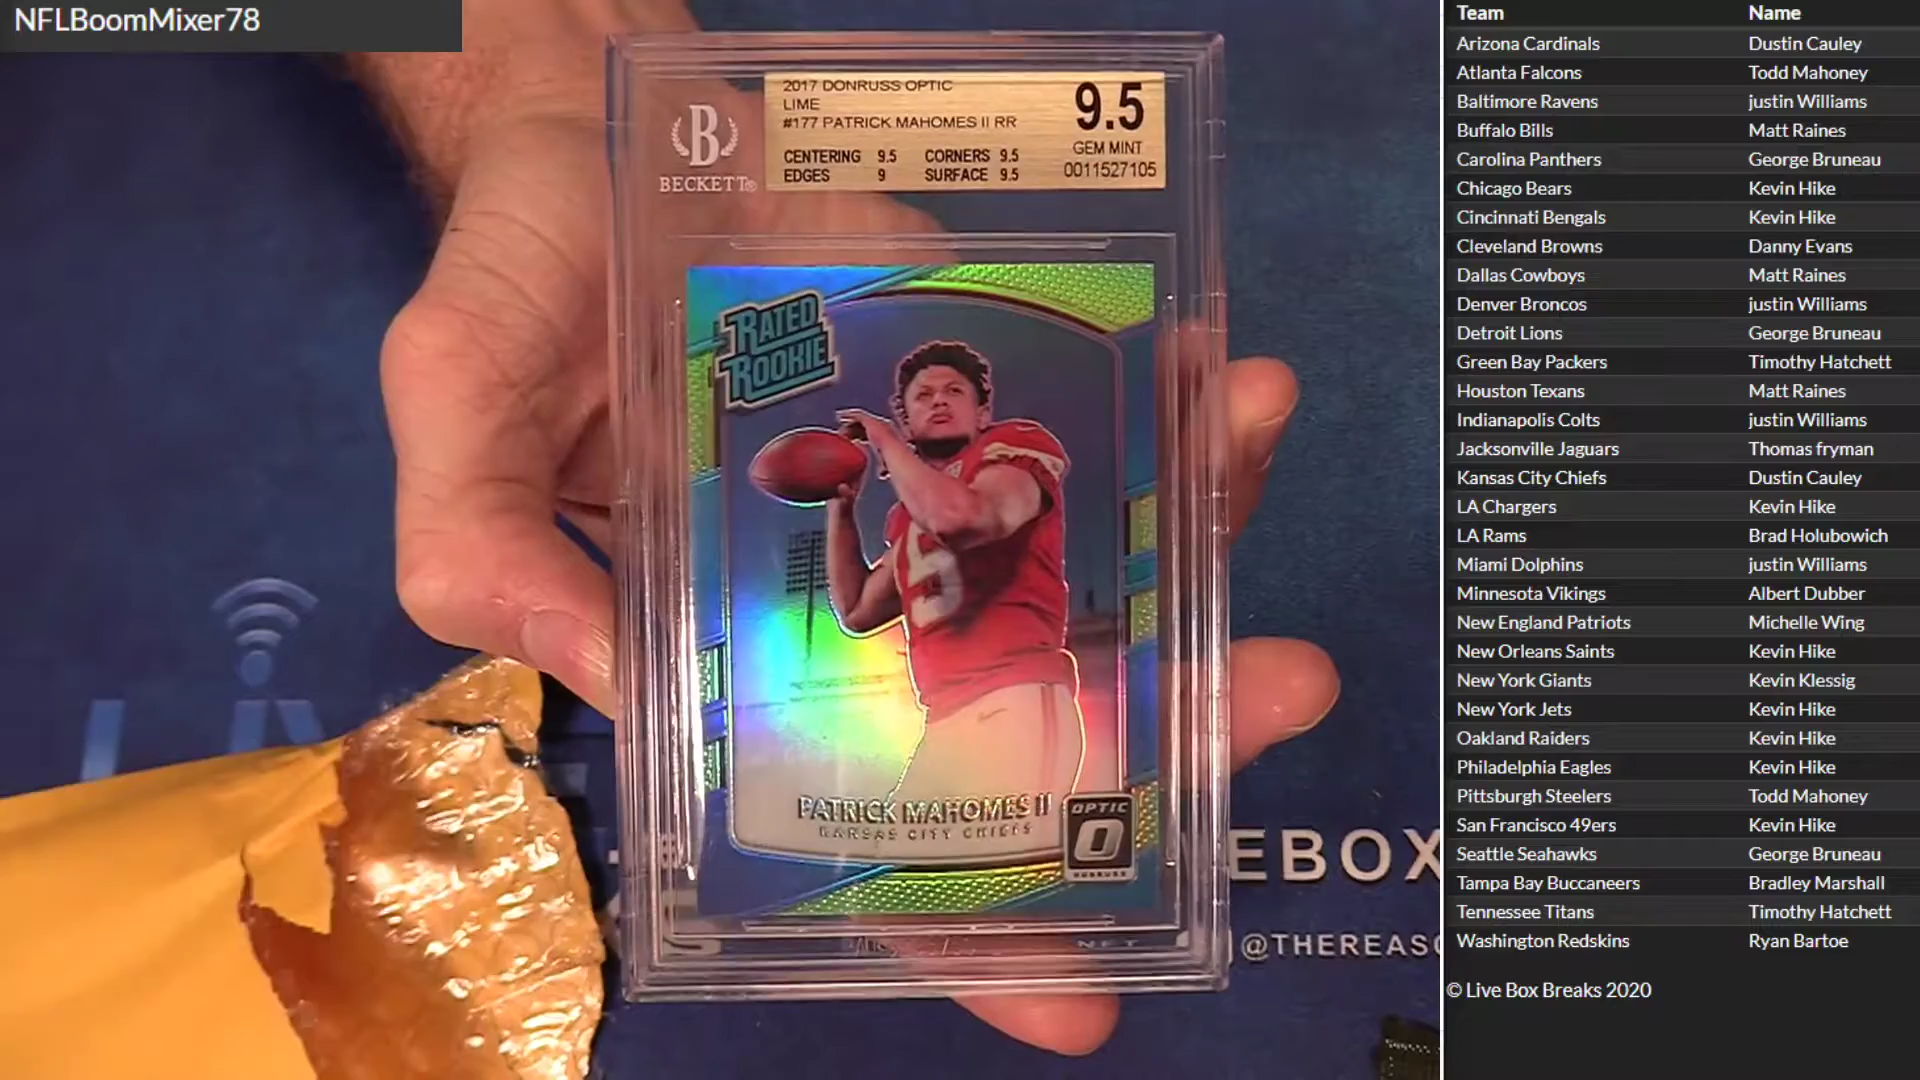 NFLBoomMixer78
2017 DONRUSS OPTIC
LIME
#177 PATRICK MAHOMES II RR
9.5
GEM MINT
0011527105
CENTERING 9.5 CORNERS 9.5
EDGES 9 SURFACE 9.5
B
BECKETT®
RATED
ROOKIE
5
PATRICK MAHOMES II
KANSAS CITY CHIEFS
OPTIC
O
DONRUSS
EBOX
@THEREASO
Team Name
Arizona Cardinals Dustin Cauley
Atlanta Falcons Todd Mahoney
Baltimore Ravens justin Williams
Buffalo Bills Matt Raines
Carolina Panthers George Bruneau
Chicago Bears Kevin Hike
Cincinnati Bengals Kevin Hike
Cleveland Browns Danny Evans
Dallas Cowboys Matt Raines
Denver Broncos justin Williams
Detroit Lions George Bruneau
Green Bay Packers Timothy Hatchett
Houston Texans Matt Raines
Indianapolis Colts justin Williams
Jacksonville Jaguars Thomas fryman
Kansas City Chiefs Dustin Cauley
LA Chargers Kevin Hike
LA Rams Brad Holubowich
Miami Dolphins justin Williams
Minnesota Vikings Albert Dubber
New England Patriots Michelle Wing
New Orleans Saints Kevin Hike
New York Giants Kevin Klessig
New York Jets Kevin Hike
Oakland Raiders Kevin Hike
Philadelphia Eagles Kevin Hike
Pittsburgh Steelers Todd Mahoney
San Francisco 49ers Kevin Hike
Seattle Seahawks George Bruneau
Tampa Bay Buccaneers Bradley Marshall
Tennessee Titans Timothy Hatchett
Washington Redskins Ryan Bartoe
© Live Box Breaks 2020